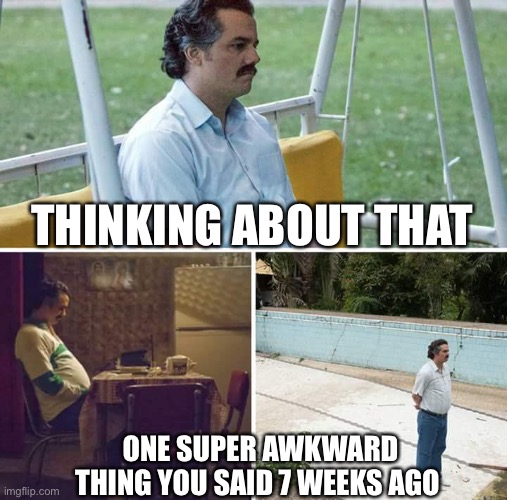 THINKING ABOUT THAT
ONE SUPER AWKWARD
THING YOU SAID 7 WEEKS AGO
imgflip.com